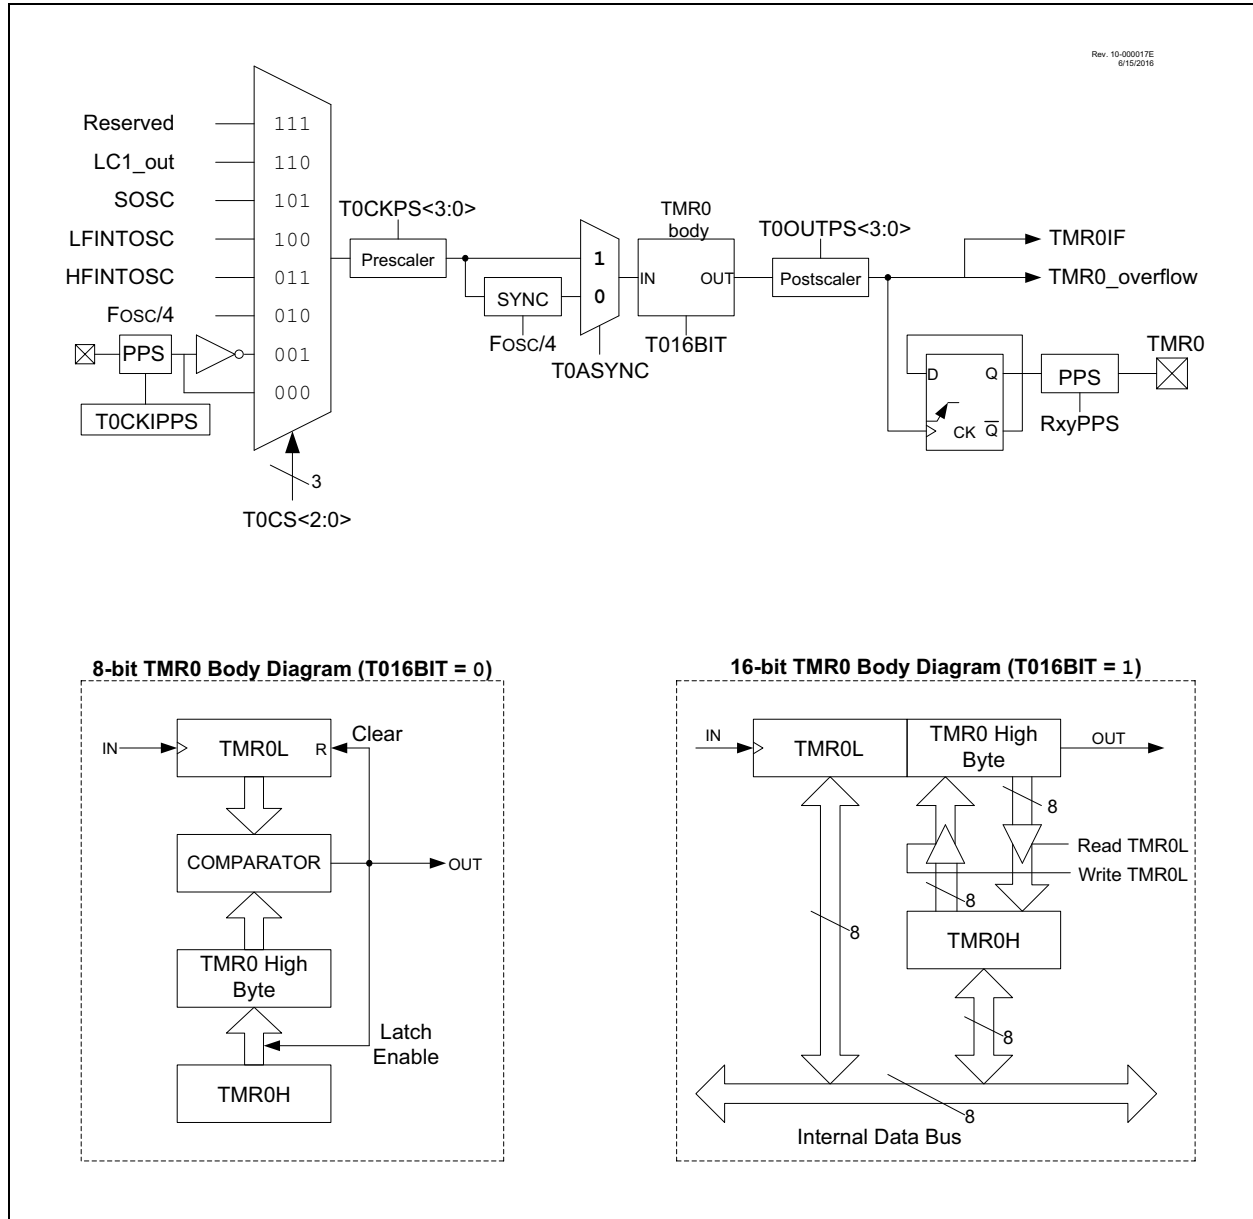 Rev. 10-000017E
6/15/2016
Reserved
111
LC1_out
110
SOSC
101
LFINTOSC
100
HFINTOSC
011
Fosc/4
010
PPS
001
000
T0CKIPPS
3
T0CS<2:0>
T0CKPS<3:0>
Prescaler
SYNC
Fosc/4
1
0
T0ASYNC
TMR0
body
IN
OUT
T016BIT
T0OUTPS<3:0>
Postscaler
TMR0IF
TMR0_overflow
D
Q
CK
Q̅
PPS
RxyPPS
TMR0
8-bit TMR0 Body Diagram (T016BIT = 0)
IN
TMR0L
R
Clear
COMPARATOR
OUT
TMR0 High
Byte
Latch
Enable
TMR0H
16-bit TMR0 Body Diagram (T016BIT = 1)
IN
TMR0L
TMR0 High
Byte
OUT
8
Read TMR0L
Write TMR0L
8
8
TMR0H
8
8
Internal Data Bus